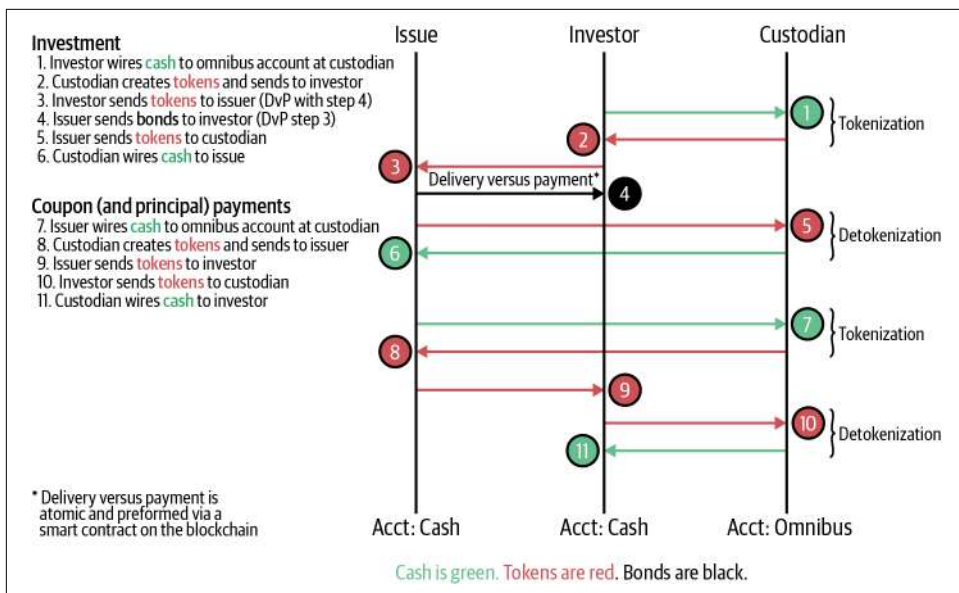 Investment
1. Investor wires cash to omnibus account at custodian
2. Custodian creates tokens and sends to investor
3. Investor sends tokens to issuer (DvP with step 4)
4. Issuer sends bonds to investor (DvP step 3)
5. Issuer sends tokens to custodian
6. Custodian wires cash to issue
Coupon (and principal) payments
7. Issuer wires cash to omnibus account at custodian
8. Custodian creates tokens and sends to issuer
9. Issuer sends tokens to investor
10. Investor sends tokens to custodian
11. Custodian wires cash to investor
* Delivery versus payment is
atomic and preformed via a
smart contract on the blockchain
Issue Investor Custodian
1
Tokenization
2
3
Delivery versus payment*
4
5
Detokenization
6
7
Tokenization
8
9
10
Detokenization
11
Acct: Cash Acct: Cash Acct: Omnibus
Cash is green. Tokens are red. Bonds are black.